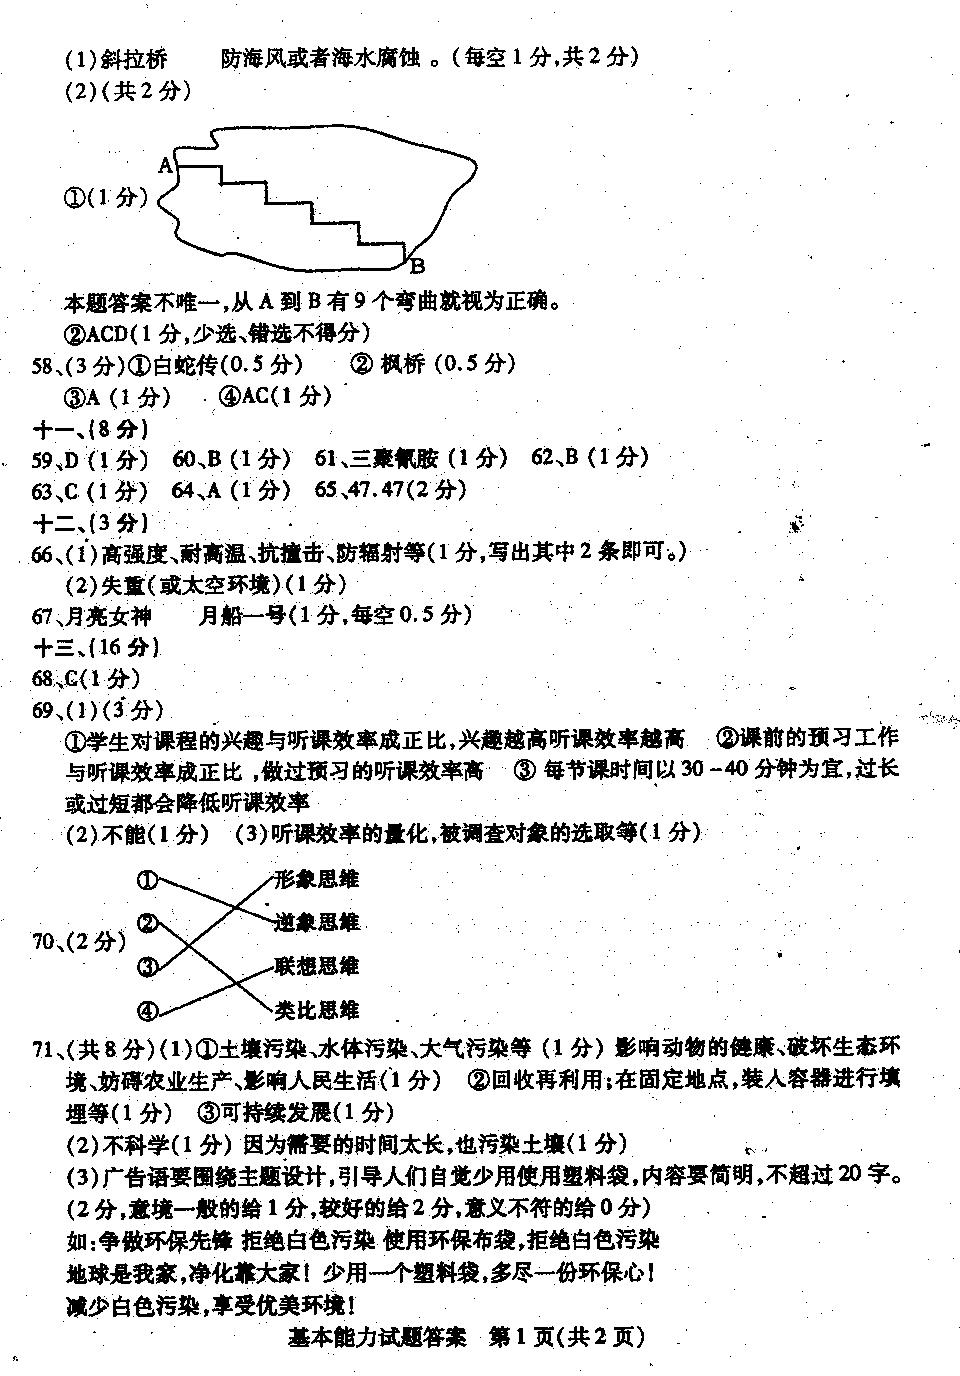 (1)斜拉桥　　防海风或者海水腐蚀。(每空1分,共2分)
(2)(共2分)
A
①(1分)
B
本题答案不唯一,从A到B有9个弯曲就视为正确。
②ACD(1分,少选、错选不得分)
58、(3分)①白蛇传(0.5分)　②枫桥(0.5分)
③A(1分)　④AC(1分)
十一、(8分)
59、D(1分)　60、B(1分)　61、三聚氰胺(1分)　62、B(1分)
63、C(1分)　64、A(1分)　65、47.47(2分)
十二、(3分)
66、(1)高强度、耐高温、抗撞击、防辐射等(1分,写出其中2条即可。)
(2)失重(或太空环境)(1分)
67、月亮女神　　月船一号(1分,每空0.5分)
十三、(16分)
68、C(1分)
69、(1)(3分)
①学生对课程的兴趣与听课效率成正比,兴趣越高听课效率越高　②课前的预习工作
与听课效率成正比,做过预习的听课效率高　③每节课时间以30-40分钟为宜,过长
或过短都会降低听课效率
(2)不能(1分)　(3)听课效率的量化,被调查对象的选取等(1分)
①　形象思维
②　逆象思维
70、(2分)
③　联想思维
④　类比思维
71、(共8分)(1)①土壤污染、水体污染、大气污染等(1分)影响动物的健康、破坏生态环
境、妨碍农业生产、影响人民生活(1分)　②回收再利用;在固定地点,装人容器进行填
埋等(1分)　③可持续发展(1分)
(2)不科学(1分)因为需要的时间太长,也污染土壤(1分)
(3)广告语要围绕主题设计,引导人们自觉少用使用塑料袋,内容要简明,不超过20字。
(2分,意境一般的给1分,较好的给2分,意义不符的给0分)
如:争做环保先锋 拒绝白色污染 使用环保布袋,拒绝白色污染
地球是我家,净化靠大家!少用一个塑料袋,多尽一份环保心!
减少白色污染,享受优美环境!
基本能力试题答案　第1页(共2页)